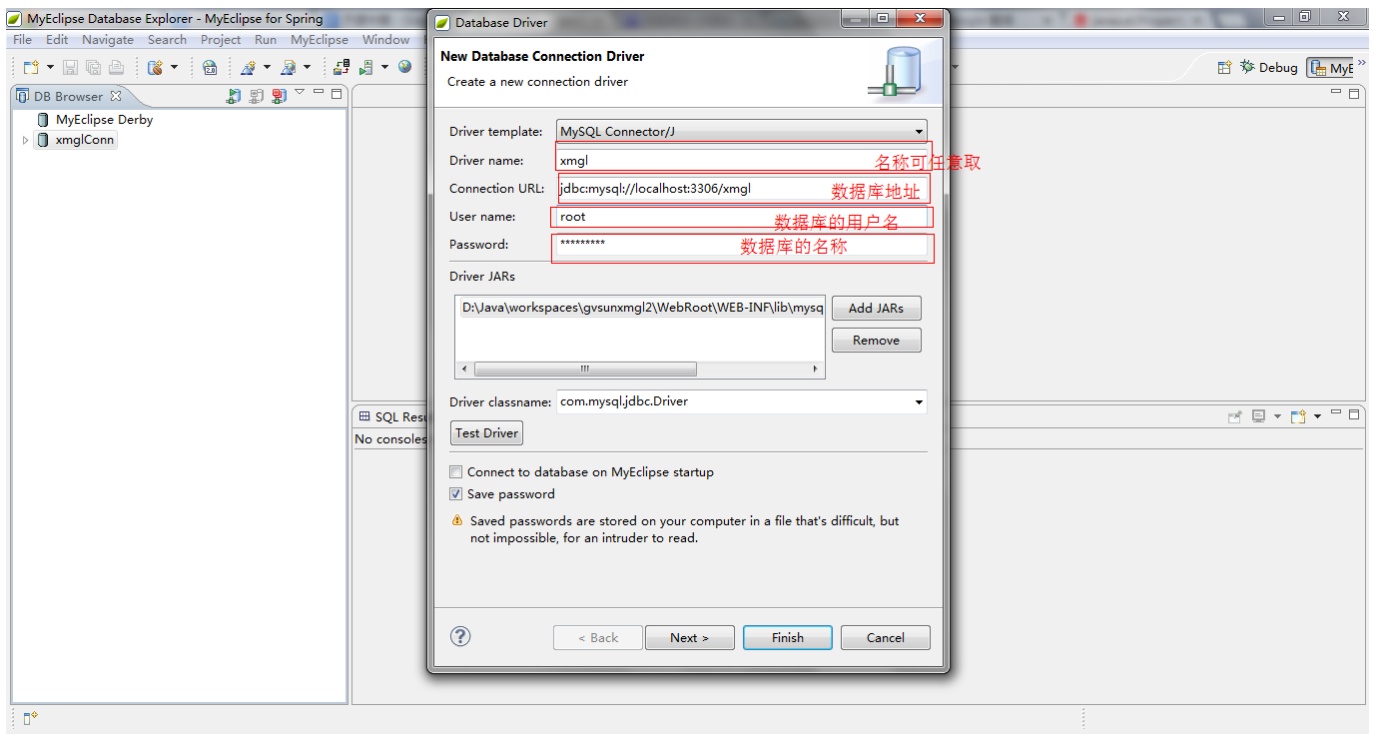 MyEclipse Database Explorer - MyEclipse for Spring
File Edit Navigate Search Project Run MyEclipse Window
Debug MyE
DB Browser
MyEclipse Derby
xmglConn
SQL Resu
No consoles
Database Driver
New Database Connection Driver
Create a new connection driver
Driver template: MySQL Connector/J
Driver name: xmgl 名称可任意取
Connection URL: jdbc:mysql://localhost:3306/xmgl 数据库地址
User name: root 数据库的用户名
Password: ********* 数据库的名称
Driver JARs
D:\Java\workspaces\gvsunxmgl2\WebRoot\WEB-INF\lib\mysq Add JARs
Remove
Driver classname: com.mysql.jdbc.Driver
Test Driver
Connect to database on MyEclipse startup
Save password
Saved passwords are stored on your computer in a file that's difficult, but
not impossible, for an intruder to read.
< Back Next > Finish Cancel